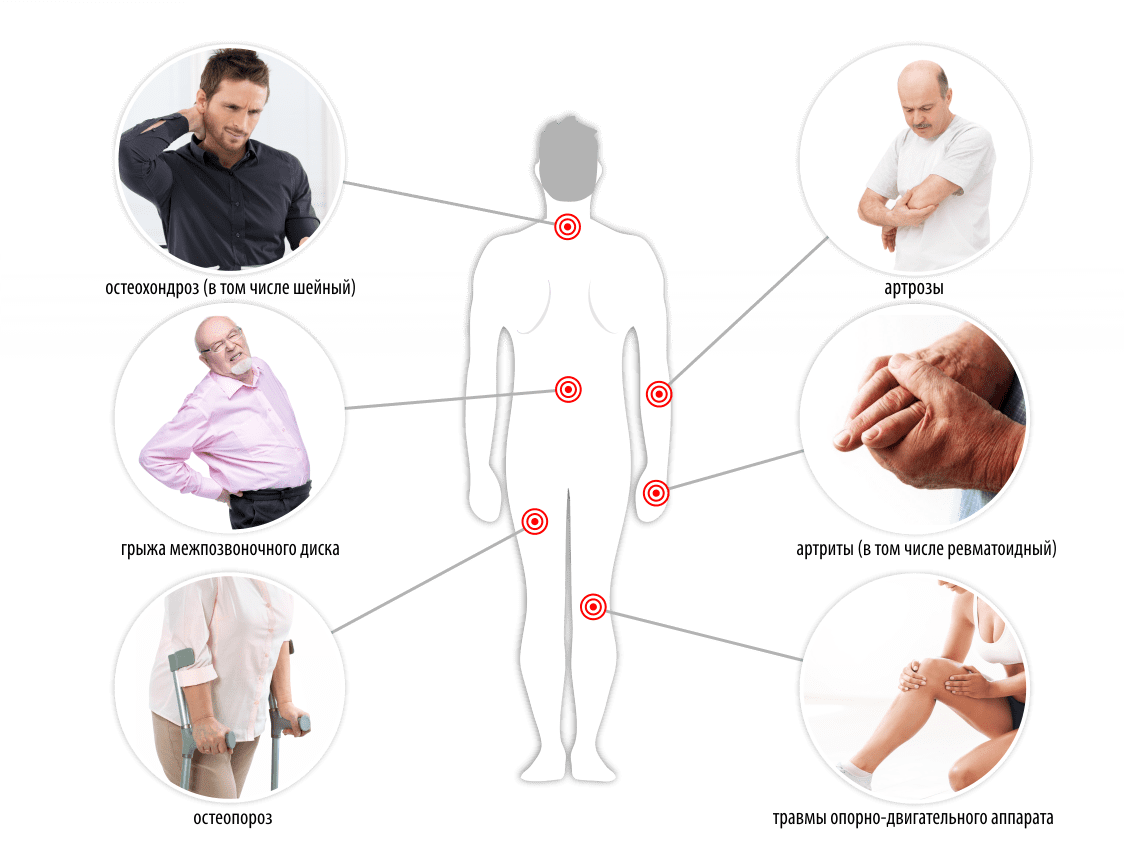 остеохондроз (в том числе шейный)
артрозы
грыжа межпозвоночного диска
артриты (в том числе ревматоидный)
остеопороз
травмы опорно-двигательного аппарата